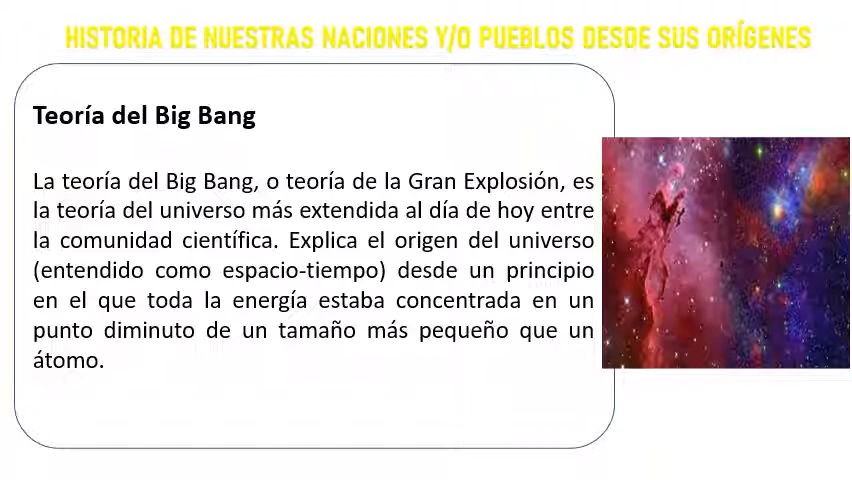 HISTORIA DE NUESTRAS NACIONES Y/O PUEBLOS DESDE SUS ORÍGENES
Teoría del Big Bang
La teoría del Big Bang, o teoría de la Gran Explosión, es
la teoría del universo más extendida al día de hoy entre
la comunidad científica. Explica el origen del universo
(entendido como espacio-tiempo) desde un principio
en el que toda la energía estaba concentrada en un
punto diminuto de un tamaño más pequeño que un
átomo.